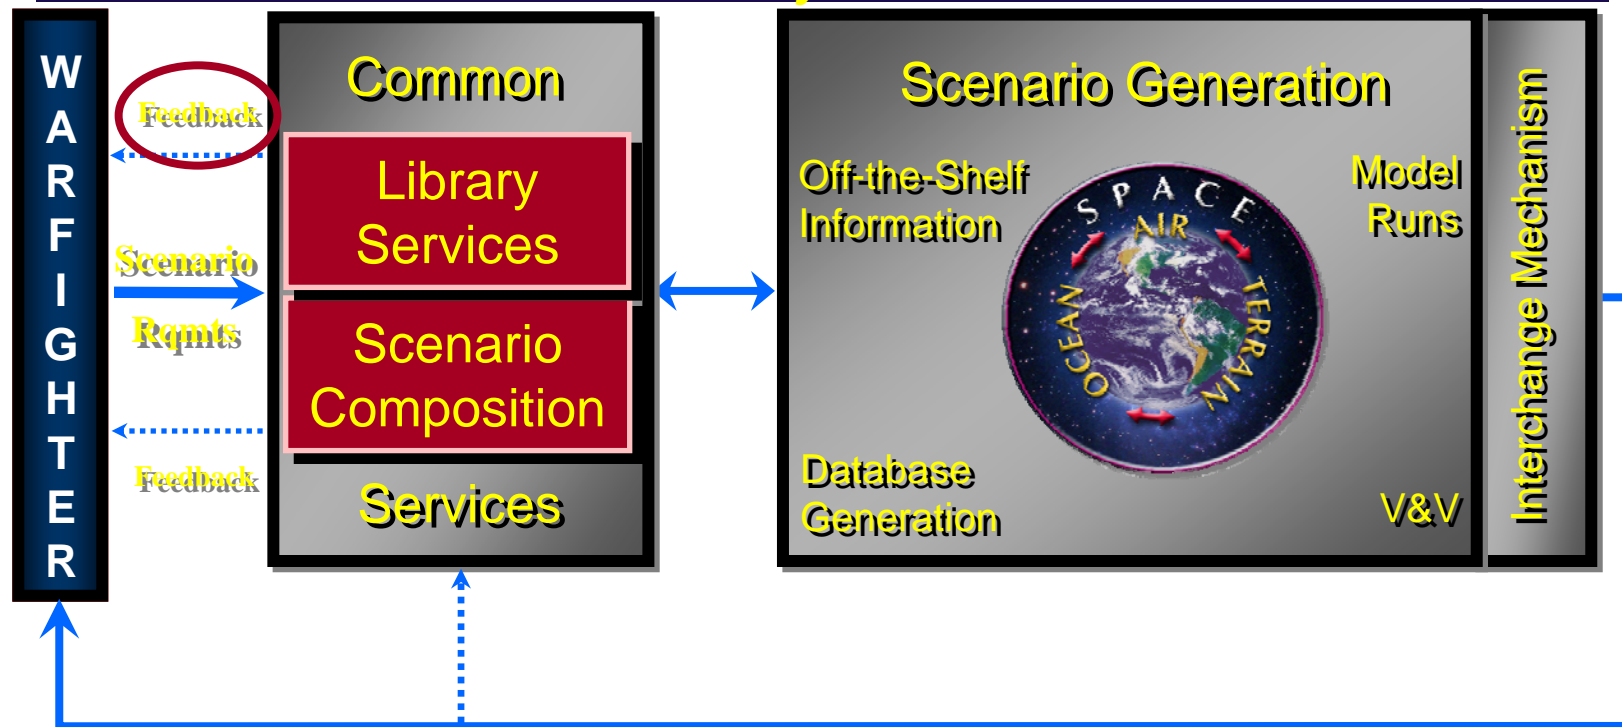 WARFIGHTER
Feedback
Scenario
Rqmts
Feedback
Common
Library
Services
Scenario
Composition
Services
Scenario Generation
Off-the-Shelf
Information
Model
Runs
SPACE
AIR
OCEAN
TERRAIN
Database
Generation
V&V
Interchange Mechanism